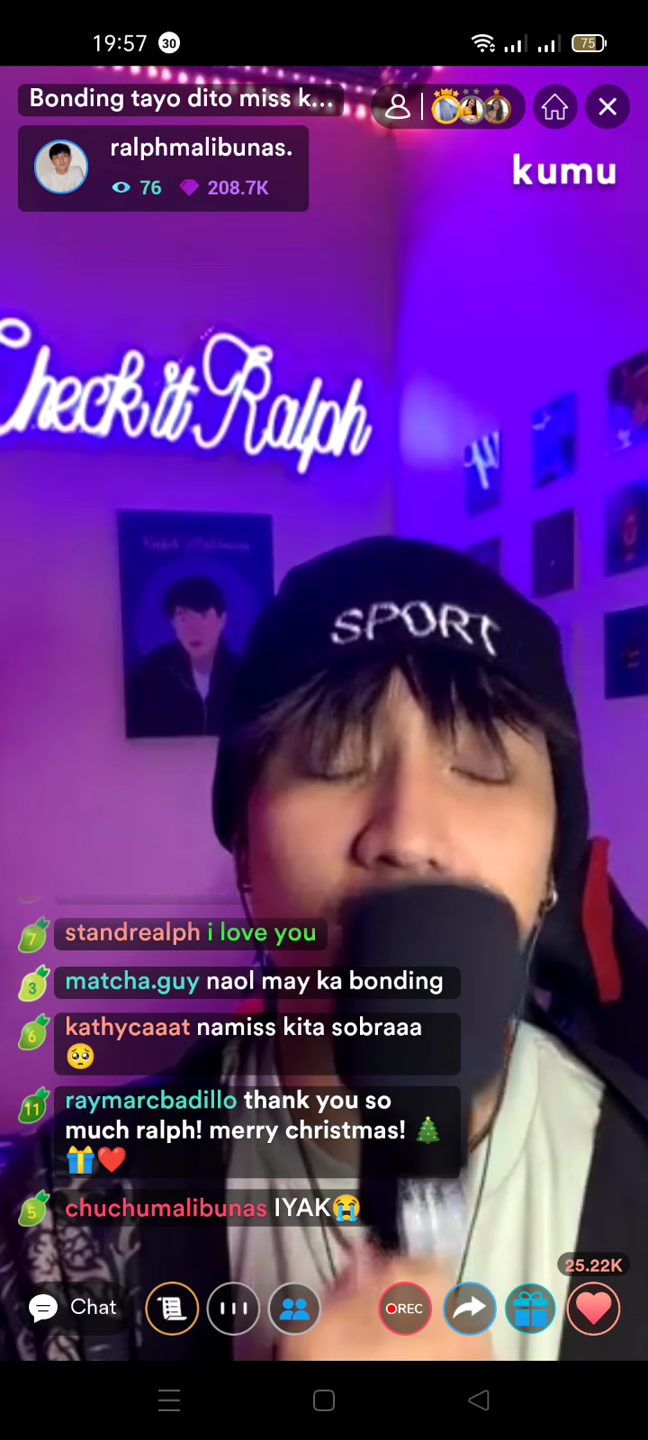 19:57 30 75
Bonding tayo dito miss k...
ralphmalibunas.
76 208.7K
kumu
Check it Ralph
SPORT
7 standrealph i love you
3 matcha.guy naol may ka bonding
6 kathycaaat namiss kita sobraaa
🥺
11 raymarcbadillo thank you so
much ralph! merry christmas! 🎄
🎁❤️
5 chuchumalibunas IYAK😭
25.22K
Chat REC